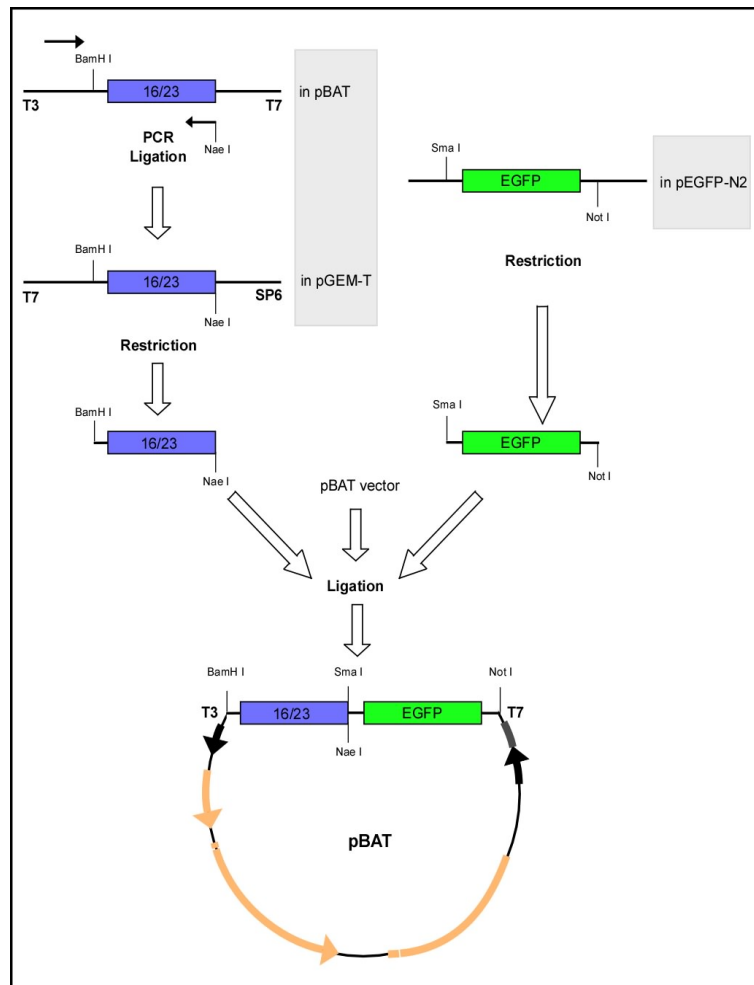 BamH I
16/23
T3
T7
in pBAT
PCR
Ligation
Nae I
Sma I
EGFP
in pEGFP-N2
Not I
Restriction
BamH I
16/23
in pGEM-T
T7
SP6
Nae I
Restriction
BamH I
16/23
Nae I
Sma I
EGFP
Not I
pBAT vector
Ligation
BamH I
Sma I
Not I
T3
16/23
EGFP
T7
Nae I
pBAT